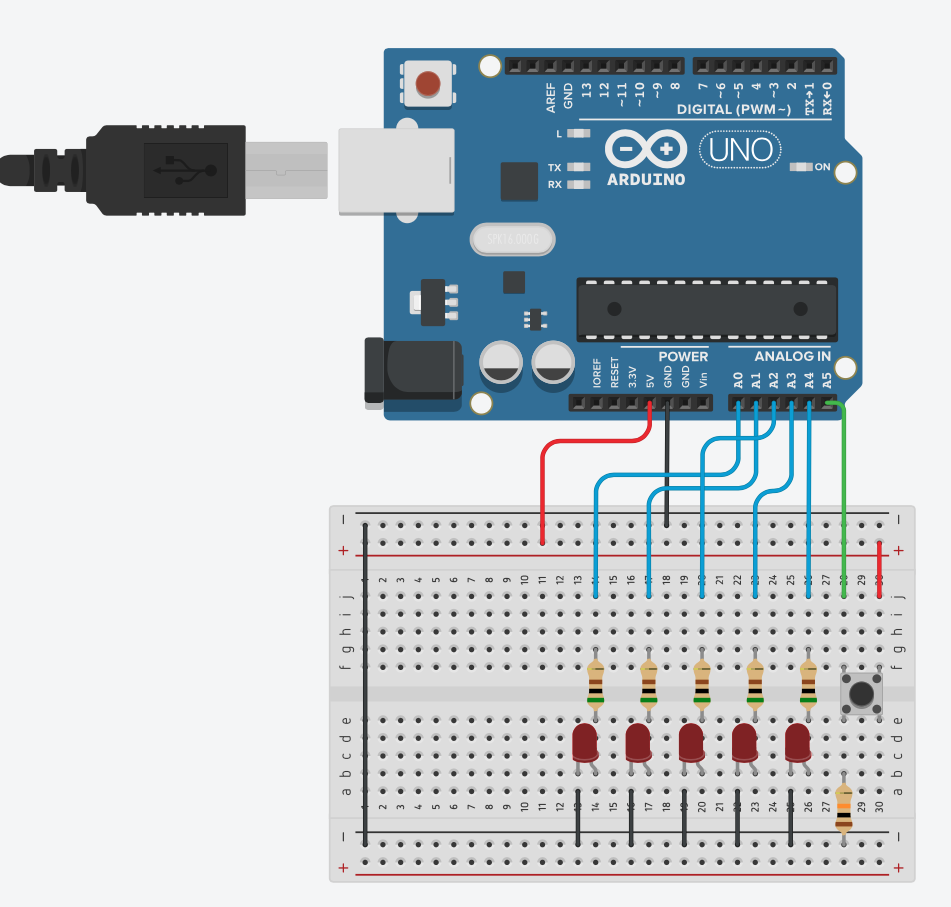 AREF GND 13 12 ~11 ~10 ~9 8 7 ~6 ~5 4 ~3 2 TX→1 RX←0
DIGITAL (PWM~)
L
TX
RX
ARDUINO
UNO
ON
POWER
ANALOG IN
IOREF RESET 3.3V 5V GND GND Vin A0 A1 A2 A3 A4 A5
− −
+ +
1 2 3 4 5 6 7 8 9 10 11 12 13 14 15 16 17 18 19 20 21 22 23 24 25 26 27 28 29 30
j j
i i
h h
g g
f f
e e
d d
c c
b b
a a
1 2 3 4 5 6 7 8 9 10 11 12 13 14 15 16 17 18 19 20 21 22 23 24 25 26 27 29 30
− −
+ +